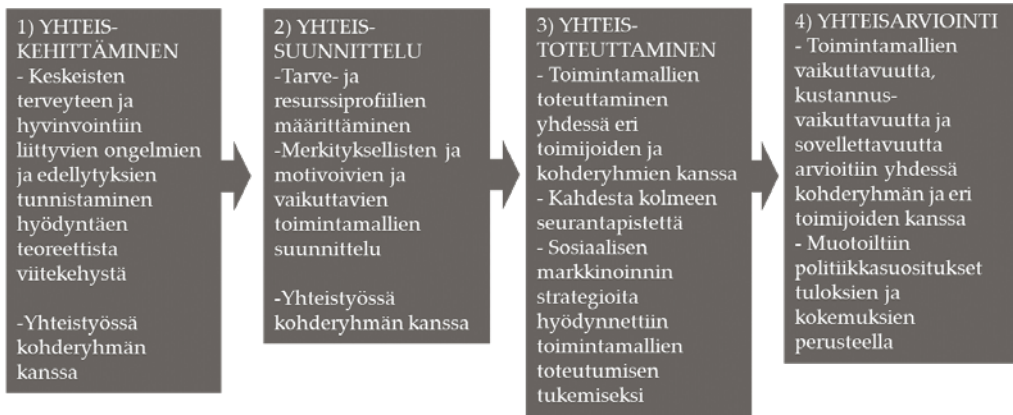 1) YHTEIS-
KEHITTÄMINEN
- Keskeisten
terveyteen ja
hyvinvointiin
liittyvien ongelmien
ja edellytyksien
tunnistaminen
hyödyntäen
teoreettista
viitekehystä
-Yhteistyössä
kohderyhmän
kanssa
2) YHTEIS-
SUUNNITTELU
-Tarve- ja
resurssiprofiilien
määrittäminen
-Merkityksellisten ja
motivoivien ja
vaikuttavien
toimintamallien
suunnittelu
-Yhteistyössä
kohderyhmän kanssa
3) YHTEIS-
TOTEUTTAMINEN
- Toimintamallien
toteuttaminen
yhdessä eri
toimijoiden ja
kohderyhmien kanssa
- Kahdesta kolmeen
seurantapistettä
- Sosiaalisen
markkinoinnin
strategioita
hyödynnettiin
toimintamallien
toteutumisen
tukemiseksi
4) YHTEISARVIOINTI
- Toimintamallien
vaikuttavuutta,
kustannus-
vaikuttavuutta ja
sovellettavuutta
arvioitiin yhdessä
kohderyhmän ja eri
toimijoiden kanssa
- Muotoiltiin
politiikkasuositukset
tuloksien ja
kokemuksien
perusteella